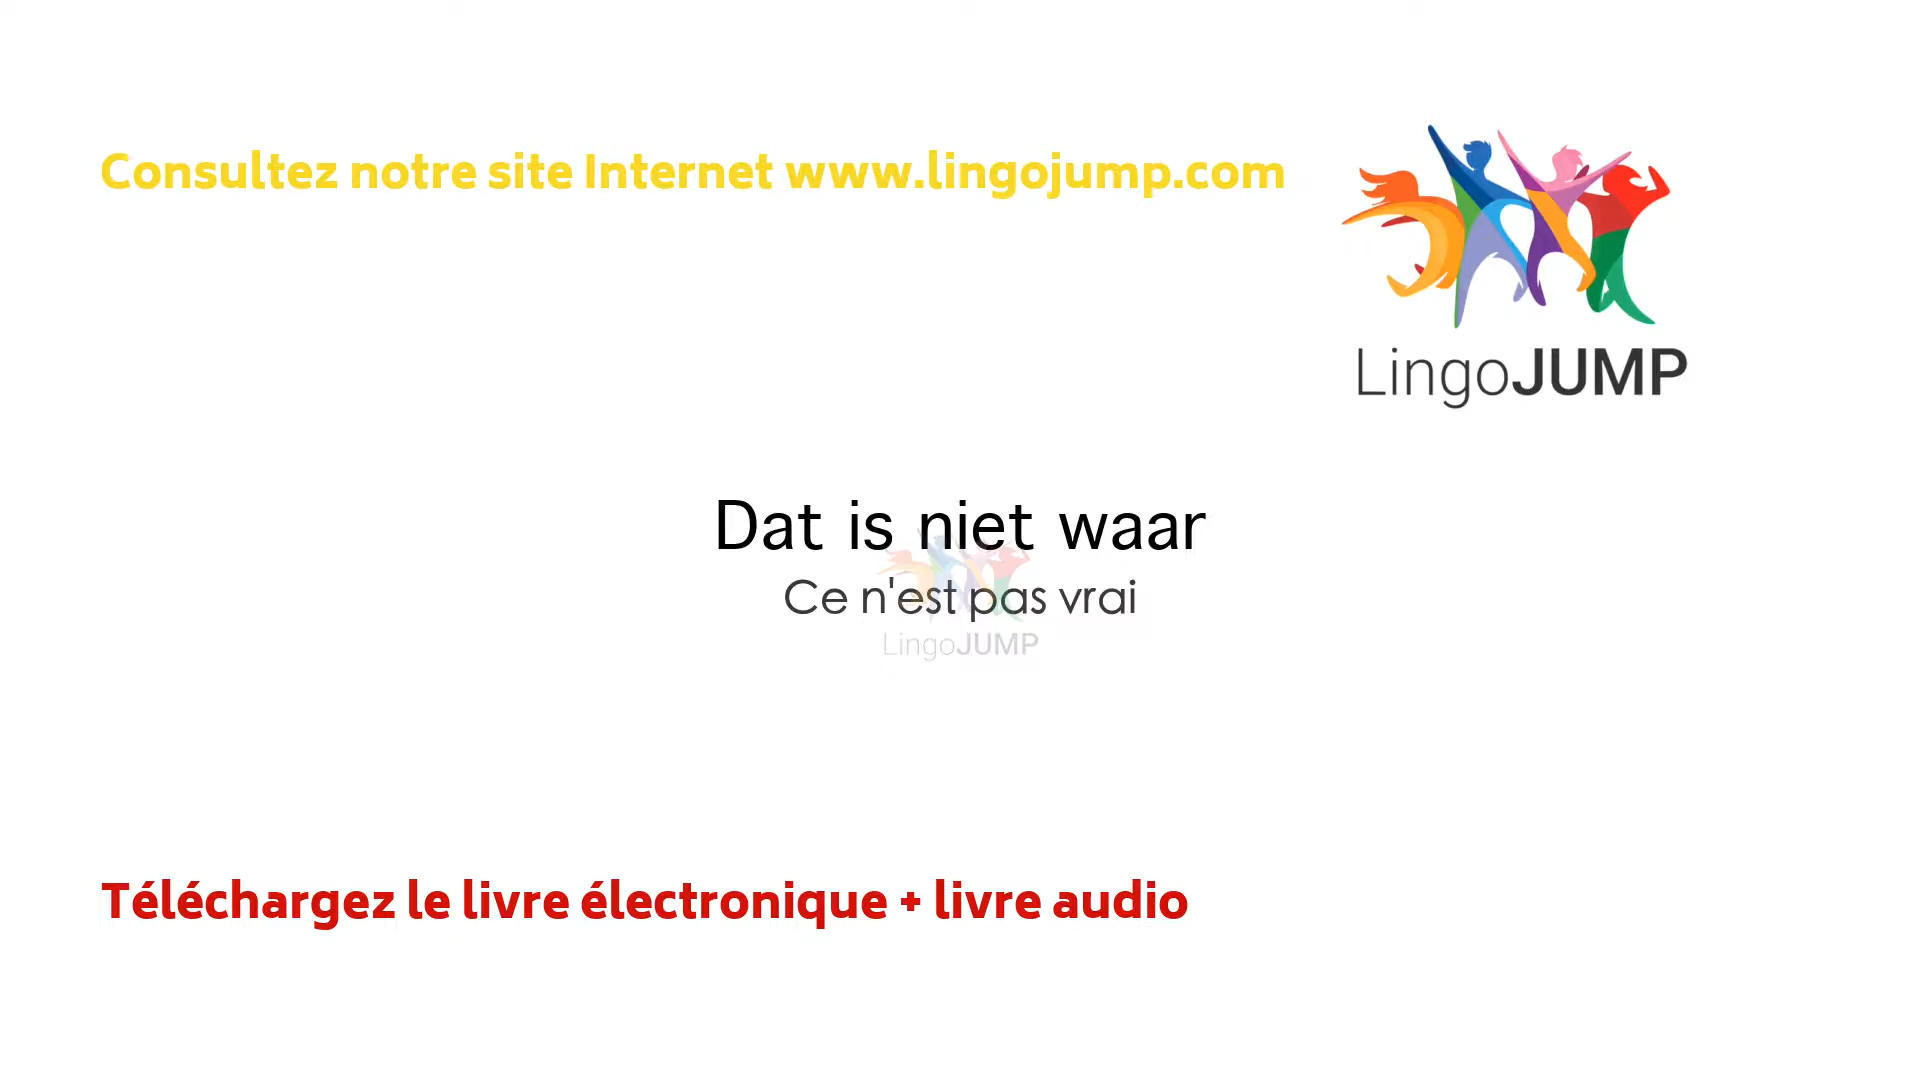 Consultez notre site Internet www.lingojump.com
LingoJUMP
Dat is niet waar
Ce n'est pas vrai
LingoJUMP
Téléchargez le livre électronique + livre audio